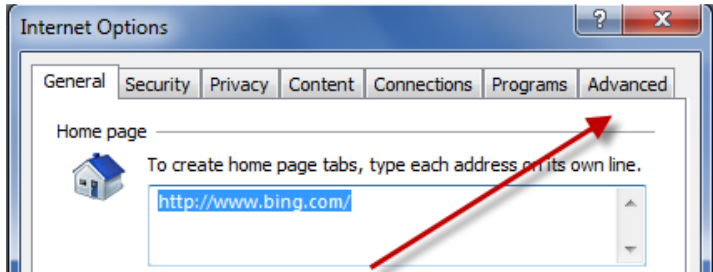 Internet Options
General Security Privacy Content Connections Programs Advanced
Home page
To create home page tabs, type each address on its own line.
http://www.bing.com/